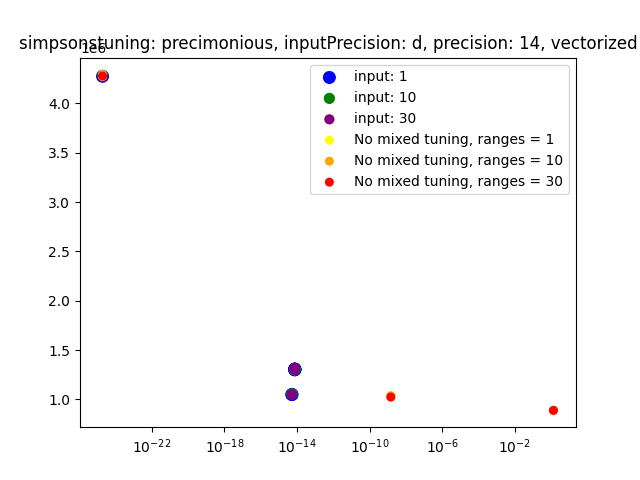 simpsonstuning: precimonious, inputPrecision: d, precision: 14, vectorized
1e6
input: 1
input: 10
input: 30
No mixed tuning, ranges = 1
No mixed tuning, ranges = 10
No mixed tuning, ranges = 30
4.0
3.5
3.0
2.5
2.0
1.5
1.0
10⁻²² 10⁻¹⁸ 10⁻¹⁴ 10⁻¹⁰ 10⁻⁶ 10⁻²